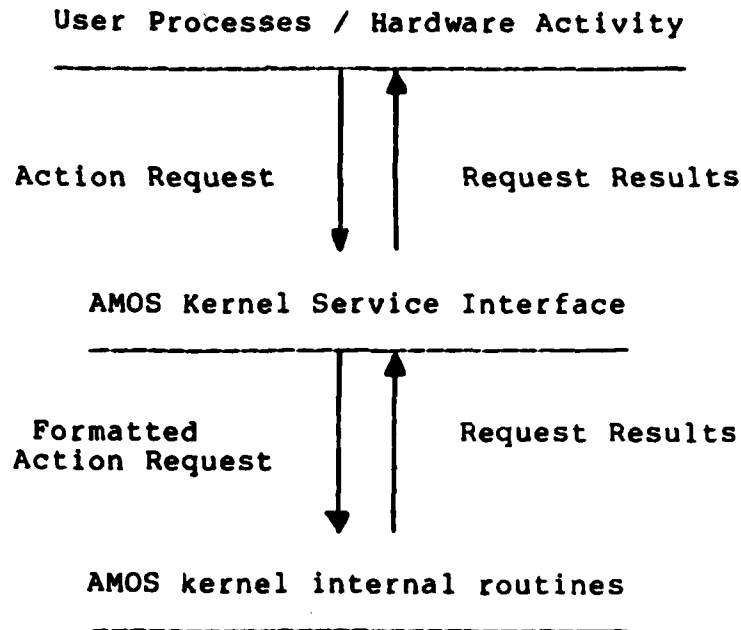 User Processes / Hardware Activity
Action Request
Request Results
AMOS Kernel Service Interface
Formatted
Action Request
Request Results
AMOS kernel internal routines